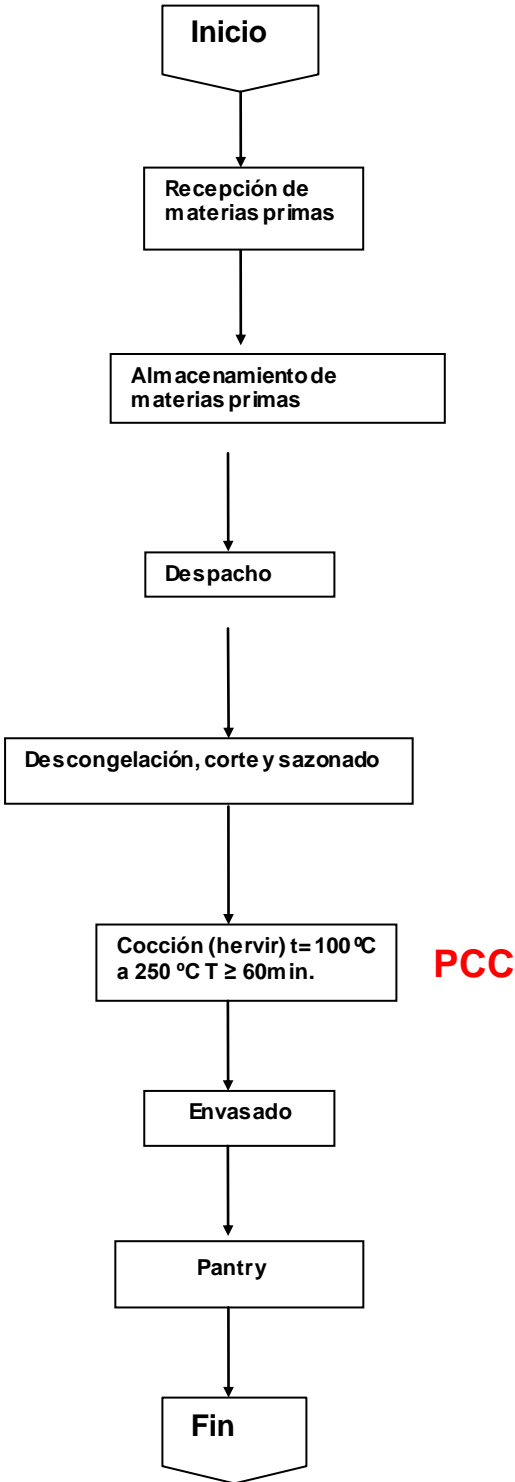 Inicio
Recepción de
materias primas
Almacenamiento de
materias primas
Despacho
Descongelación, corte y sazonado
Cocción (hervir) t= 100 ºC
a 250 ºC T ≥ 60min.
PCC
Envasado
Pantry
Fin